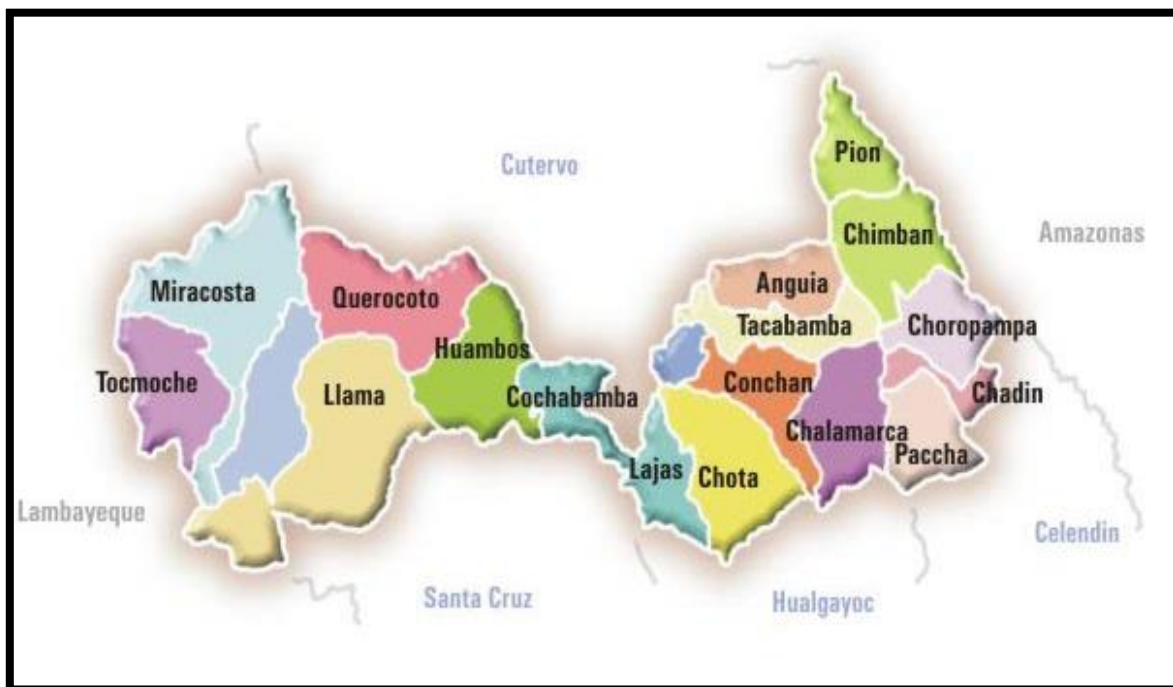 Pion
Cutervo
Chimban
Amazonas
Anguia
Miracosta
Querocoto
Tacabamba
Choropampa
Huambos
Tocmoche
Llama
Cochabamba
Conchan
Chadin
Chalamarca
Paccha
Lajas
Chota
Lambayeque
Celendin
Santa Cruz
Hualgayoc